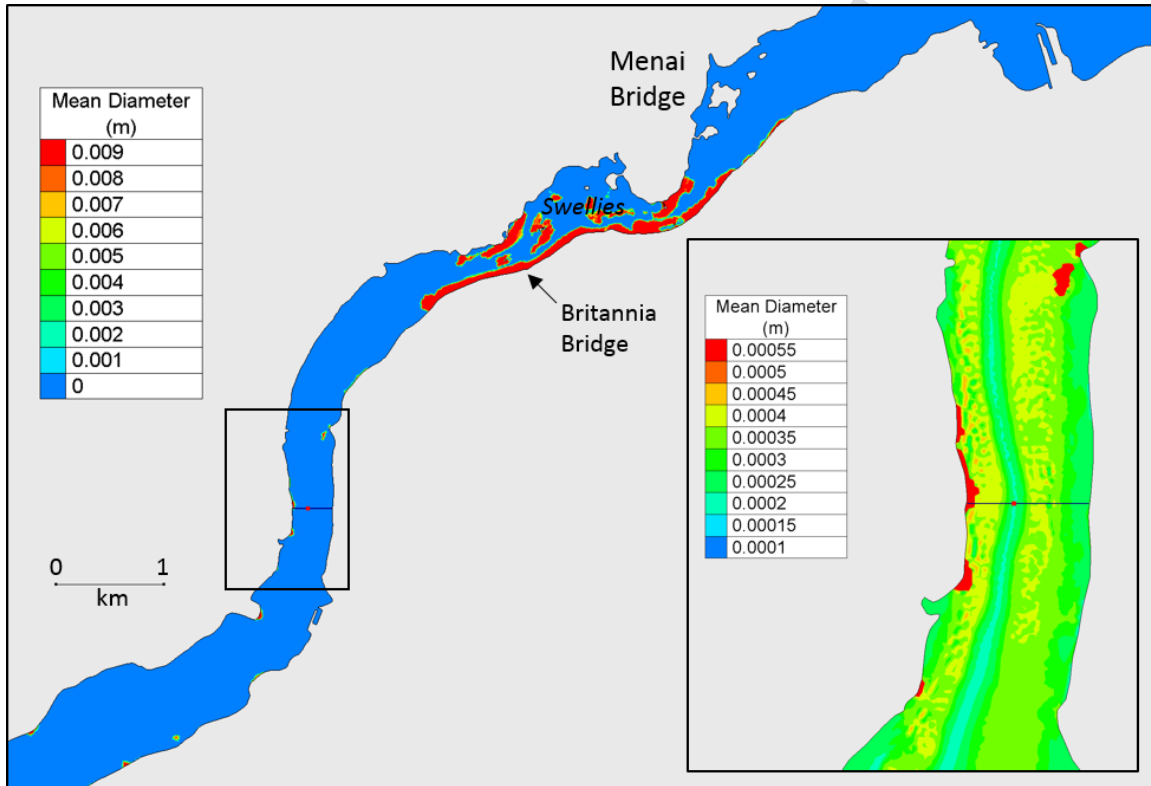 Menai
Bridge
Mean Diameter
(m)
0.009
0.008
0.007
0.006
0.005
0.004
0.003
0.002
0.001
0
Swellies
Britannia
Bridge
0 1
km
Mean Diameter
(m)
0.00055
0.0005
0.00045
0.0004
0.00035
0.0003
0.00025
0.0002
0.00015
0.0001